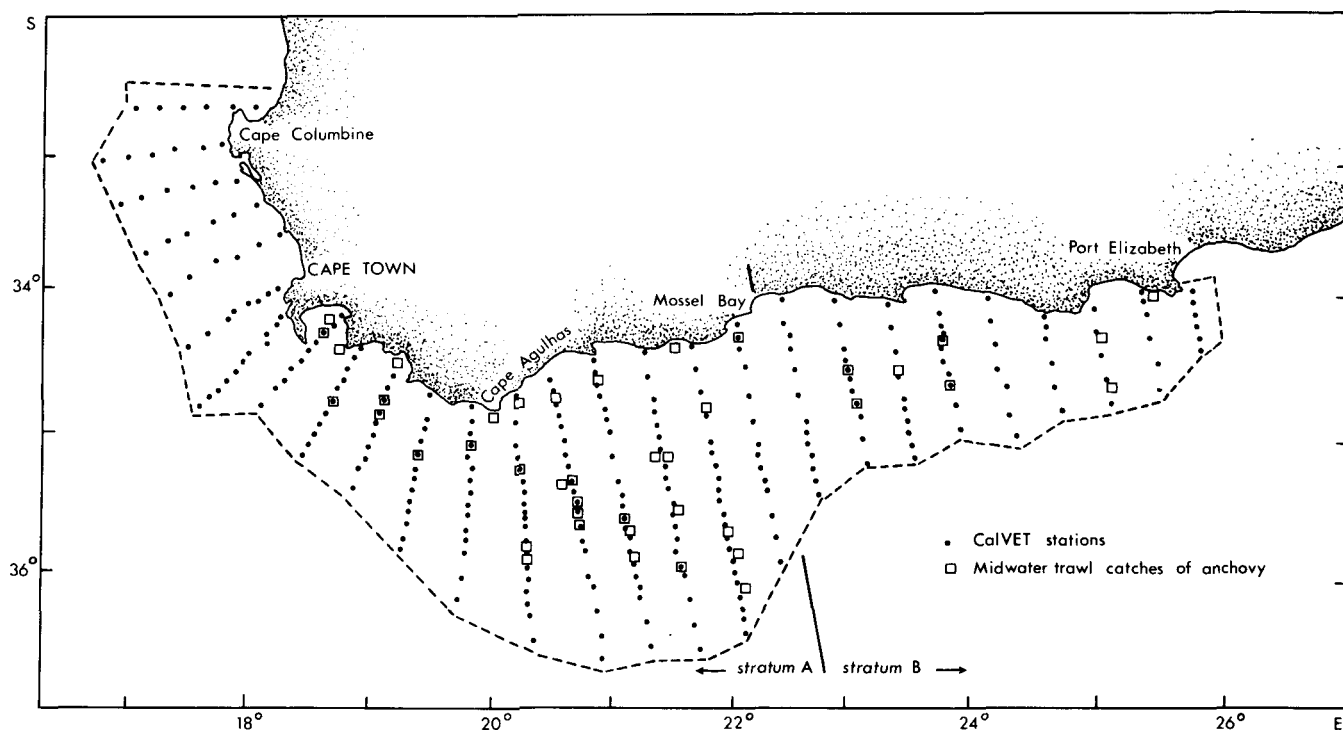 S
Cape Columbine
34°
CAPE TOWN
Port Elizabeth
Mossel Bay
Cape Agulhas
36°
CalVET stations
Midwater trawl catches of anchovy
stratum A stratum B
18° 20° 22° 24° 26° E